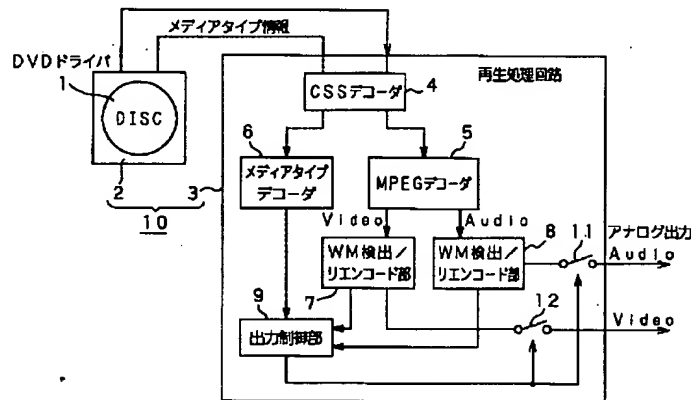 メディアタイプ情報
DVDドライバ
1
DISC
2
3
10
再生処理回路
CSSデコーダ
4
6
メディアタイプ
デコーダ
5
MPEGデコーダ
Video
Audio
WM検出/
リエンコード部
7
WM検出/
リエンコード部
8
11
アナログ出力
Audio
9
出力制御部
12
Video